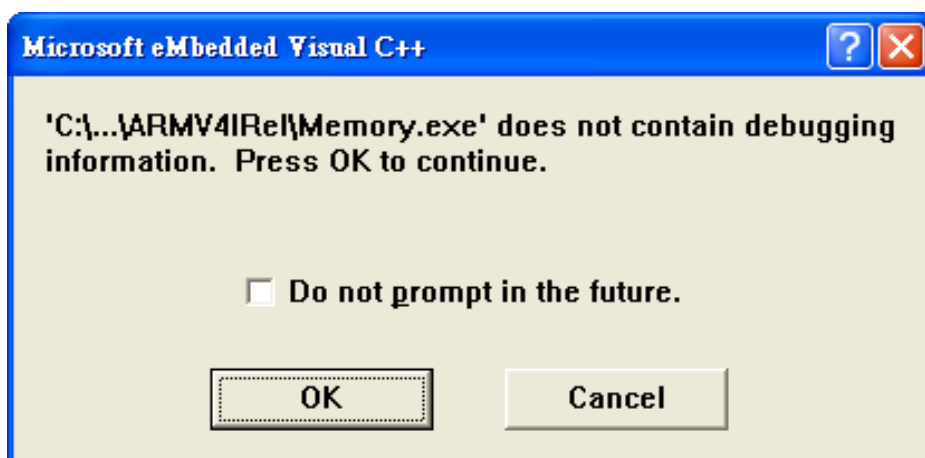 Microsoft eMbedded Visual C++
'C:\...\ARMV4IRel\Memory.exe' does not contain debugging
information.  Press OK to continue.
Do not prompt in the future.
OK
Cancel